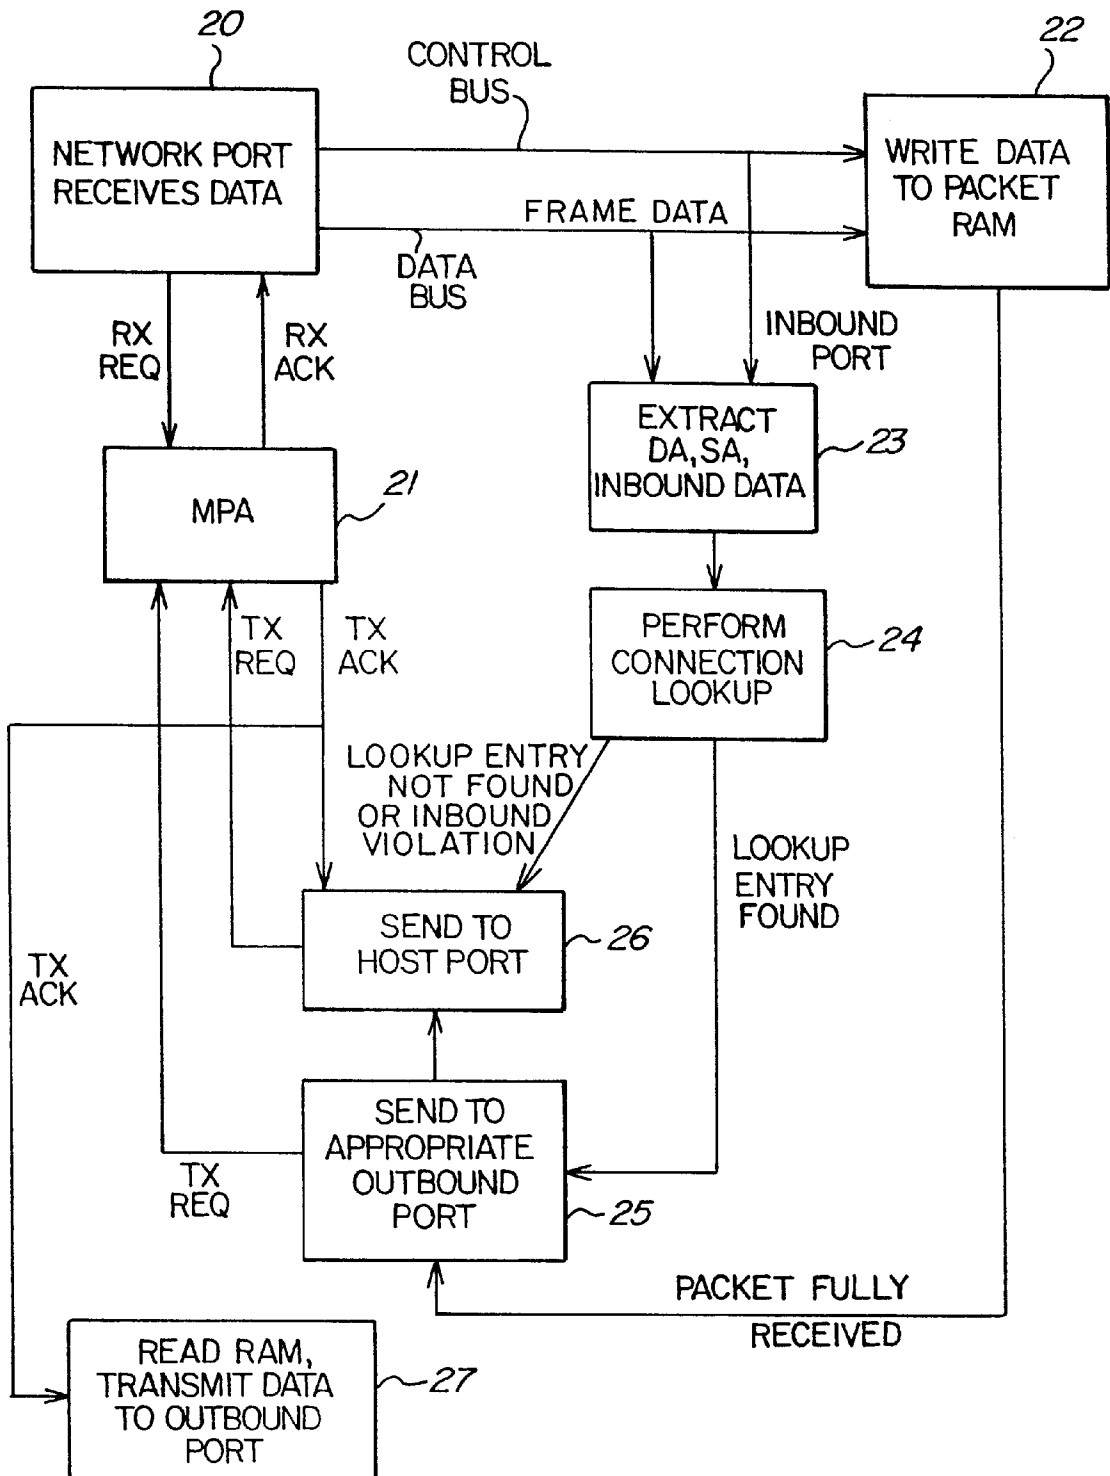 20
CONTROL
BUS
22
NETWORK PORT
RECEIVES DATA
WRITE DATA
TO PACKET
RAM
FRAME DATA
DATA
BUS
RX
REQ
RX
ACK
INBOUND
PORT
EXTRACT
DA, SA,
INBOUND DATA
23
MPA
21
TX
REQ
TX
ACK
PERFORM
CONNECTION
LOOKUP
24
LOOKUP ENTRY
NOT FOUND
OR INBOUND
VIOLATION
LOOKUP
ENTRY
FOUND
SEND TO
HOST PORT
26
TX
ACK
SEND TO
APPROPRIATE
OUTBOUND
PORT
25
TX
REQ
PACKET FULLY
RECEIVED
READ RAM,
TRANSMIT DATA
TO OUTBOUND
PORT
27